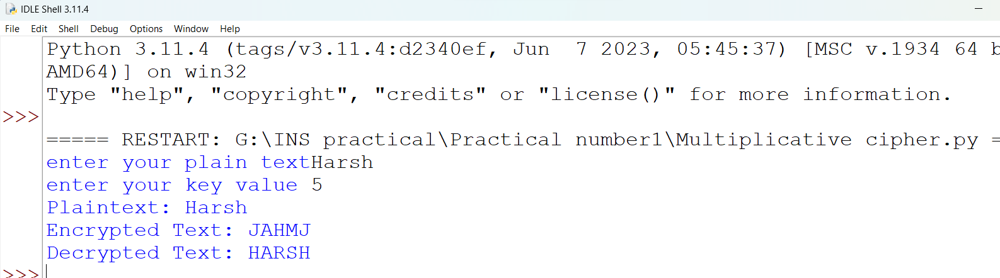 IDLE Shell 3.11.4
File Edit Shell Debug Options Window Help
Python 3.11.4 (tags/v3.11.4:d2340ef, Jun  7 2023, 05:45:37) [MSC v.1934 64 b
AMD64)] on win32
Type "help", "copyright", "credits" or "license()" for more information.
>>>
===== RESTART: G:\INS practical\Practical number1\Multiplicative cipher.py =
enter your plain textHarsh
enter your key value 5
Plaintext: Harsh
Encrypted Text: JAHMJ
Decrypted Text: HARSH
>>>